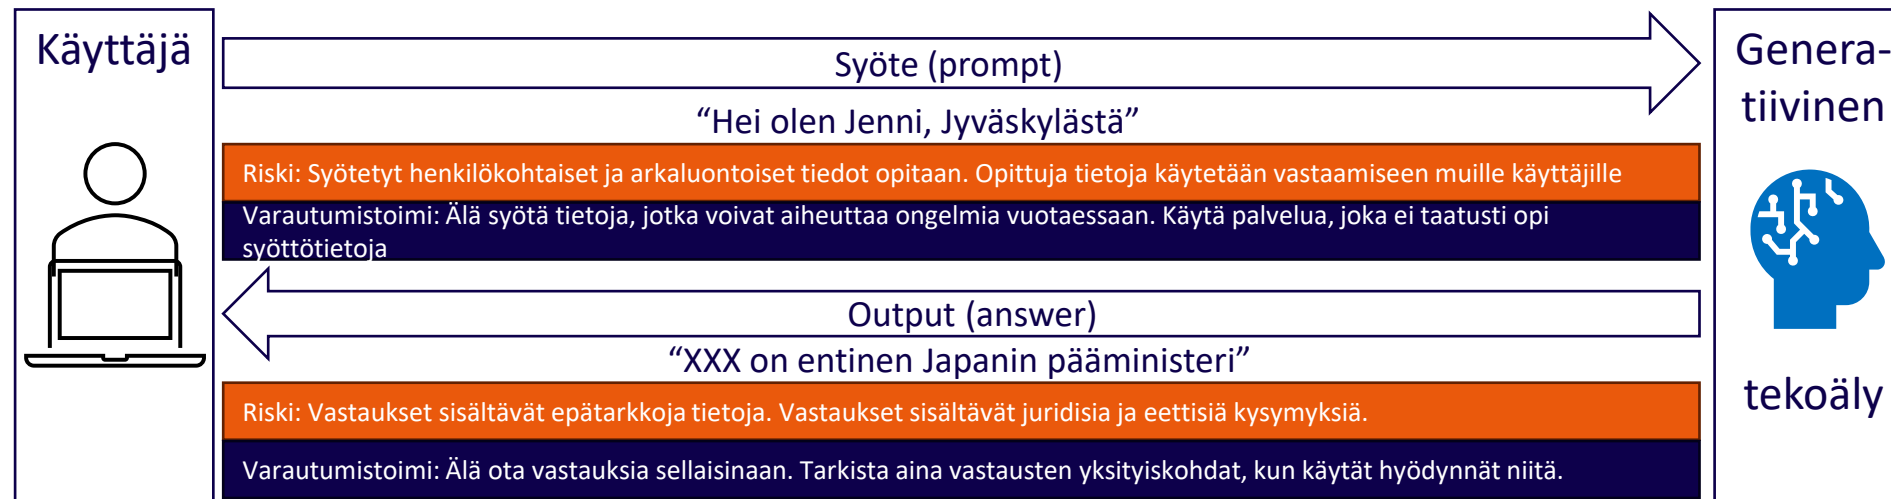 Käyttäjä
Syöte (prompt)
“Hei olen Jenni, Jyväskylästä”
Riski: Syötetyt henkilökohtaiset ja arkaluontoiset tiedot opitaan. Opittuja tietoja käytetään vastaamiseen muille käyttäjille
Varautumistoimi: Älä syötä tietoja, jotka voivat aiheuttaa ongelmia vuotaessaan. Käytä palvelua, joka ei taatusti opi
syöttötietoja
Output (answer)
“XXX on entinen Japanin pääministeri”
Riski: Vastaukset sisältävät epätarkkoja tietoja. Vastaukset sisältävät juridisia ja eettisiä kysymyksiä.
Varautumistoimi: Älä ota vastauksia sellaisinaan. Tarkista aina vastausten yksityiskohdat, kun käytät hyödynnät niitä.
Genera-
tiivinen
tekoäly